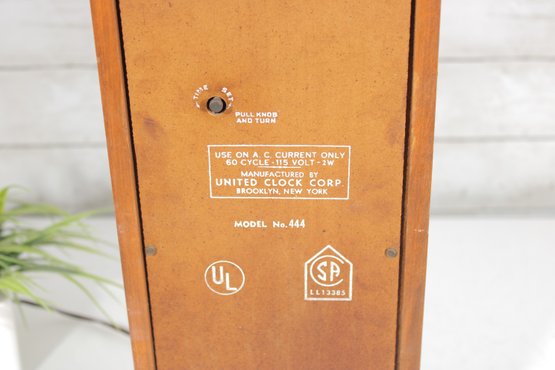 TIME SET
PULL KNOB
AND TURN
USE ON A.C. CURRENT ONLY
60 CYCLE - 115 VOLT - 2W
MANUFACTURED BY
UNITED CLOCK CORP.
BROOKLYN, NEW YORK
MODEL No. 444
UL
SA
LL13385